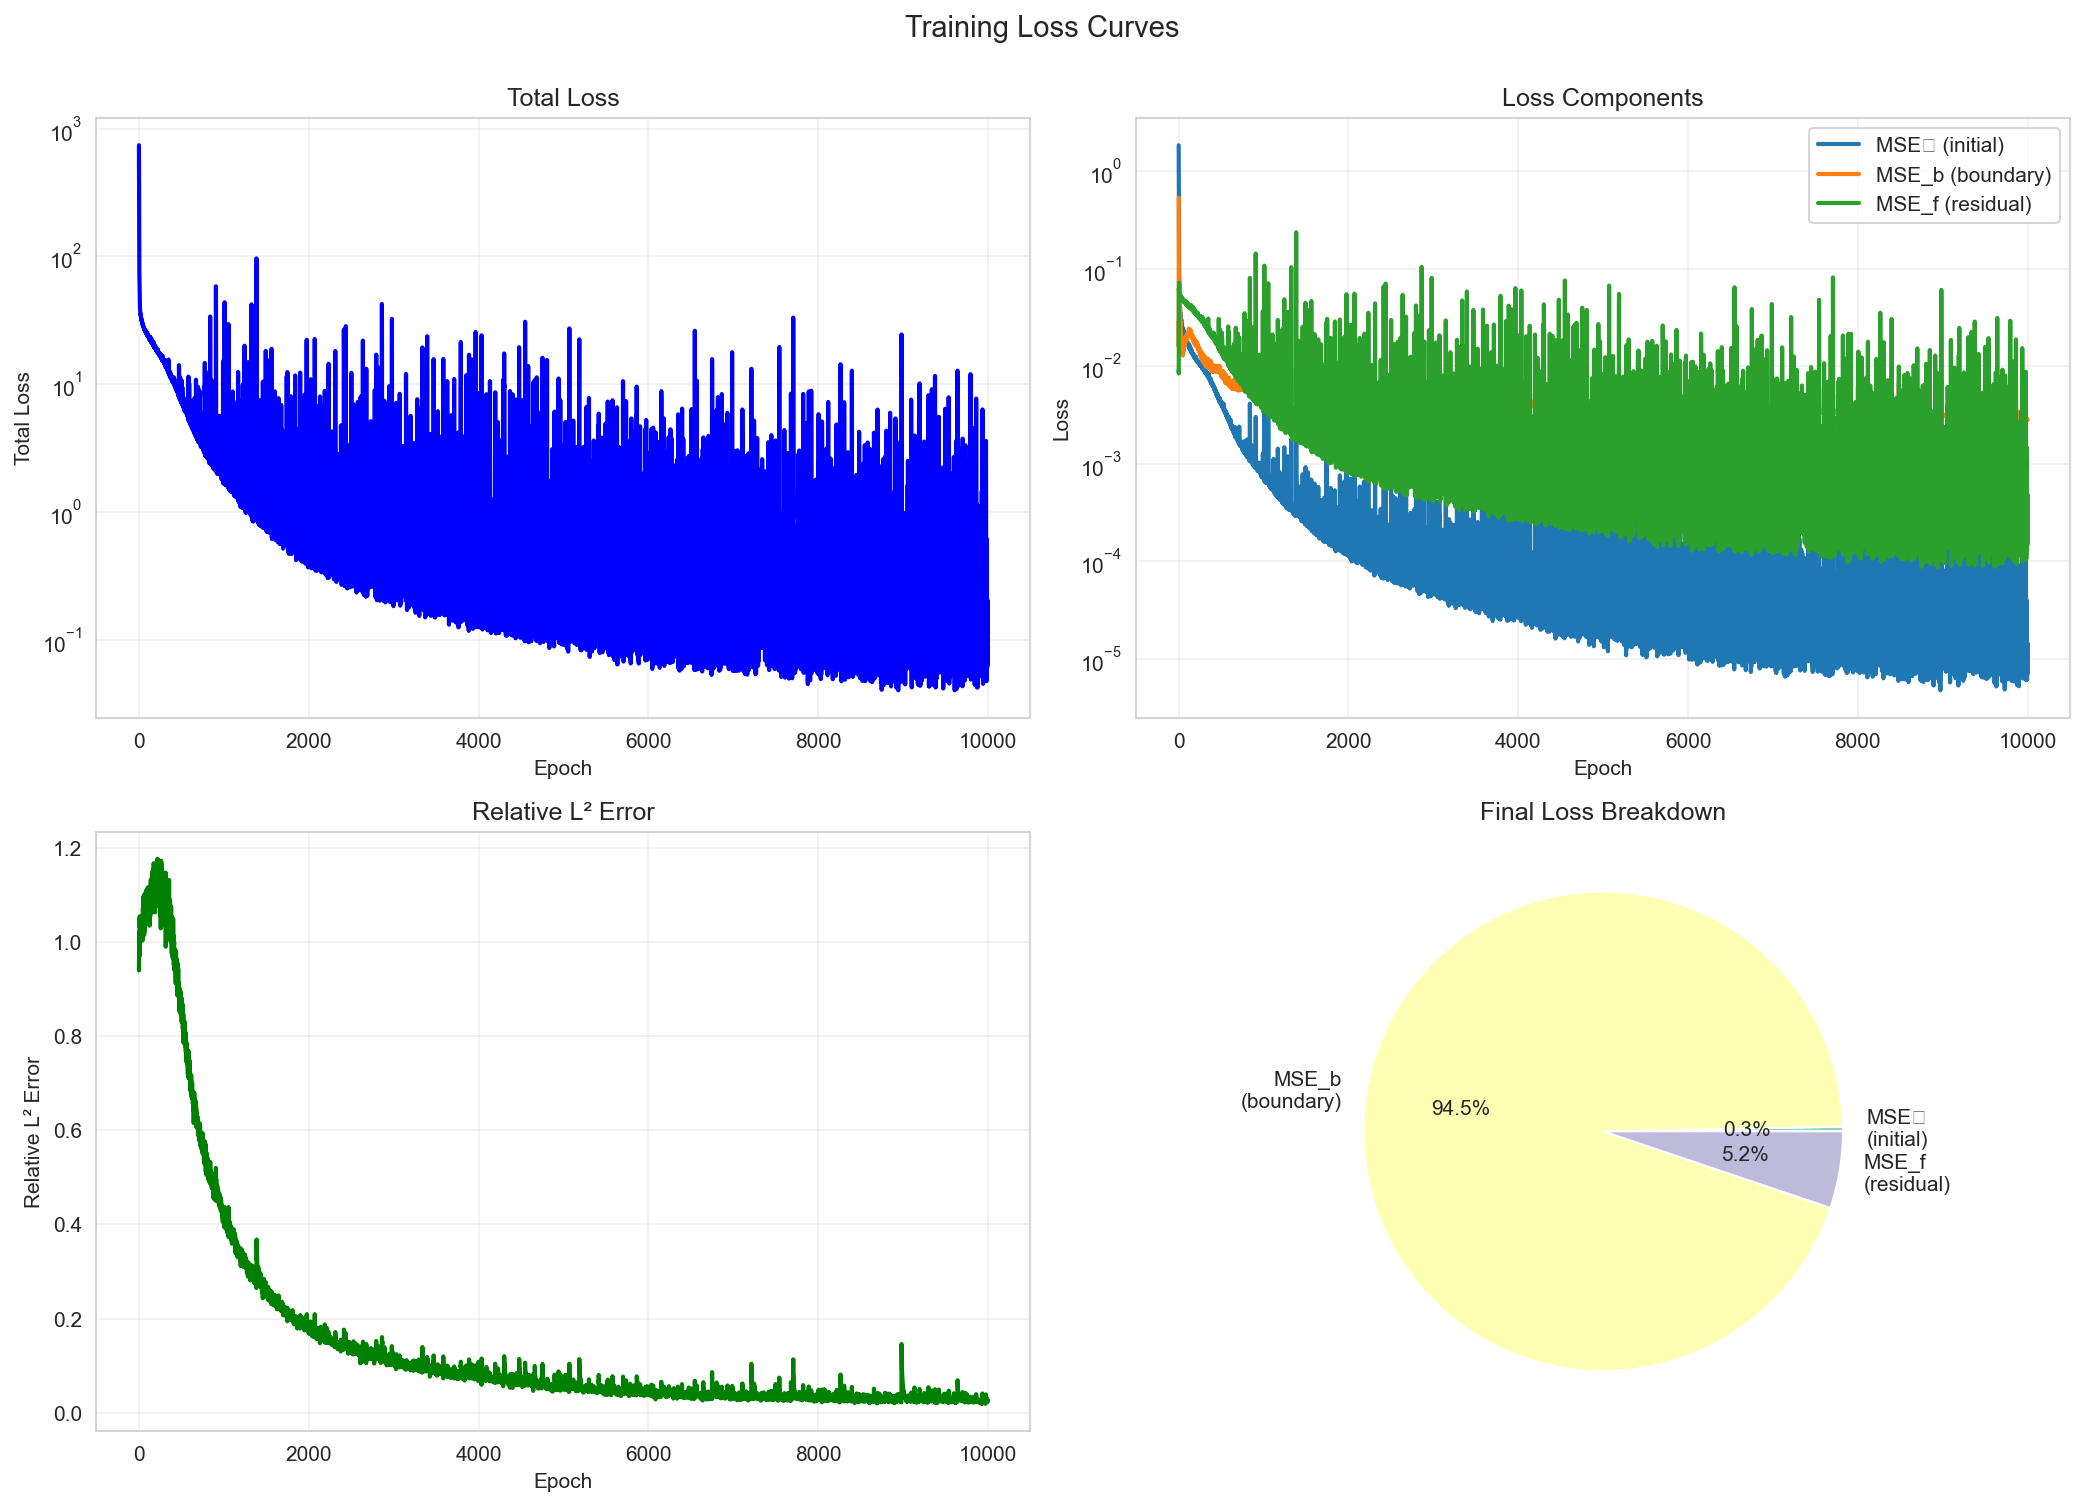 Training Loss Curves
Total Loss
10³
10²
10¹
10⁰
10⁻¹
Total Loss
0 2000 4000 6000 8000 10000
Epoch
Loss Components
MSE□ (initial)
MSE_b (boundary)
MSE_f (residual)
10⁰
10⁻¹
10⁻²
10⁻³
10⁻⁴
10⁻⁵
Loss
0 2000 4000 6000 8000 10000
Epoch
Relative L² Error
1.2
1.0
0.8
0.6
0.4
0.2
0.0
Relative L² Error
0 2000 4000 6000 8000 10000
Epoch
Final Loss Breakdown
MSE_b
(boundary)
94.5%
0.3%
5.2%
MSE□
(initial)
MSE_f
(residual)